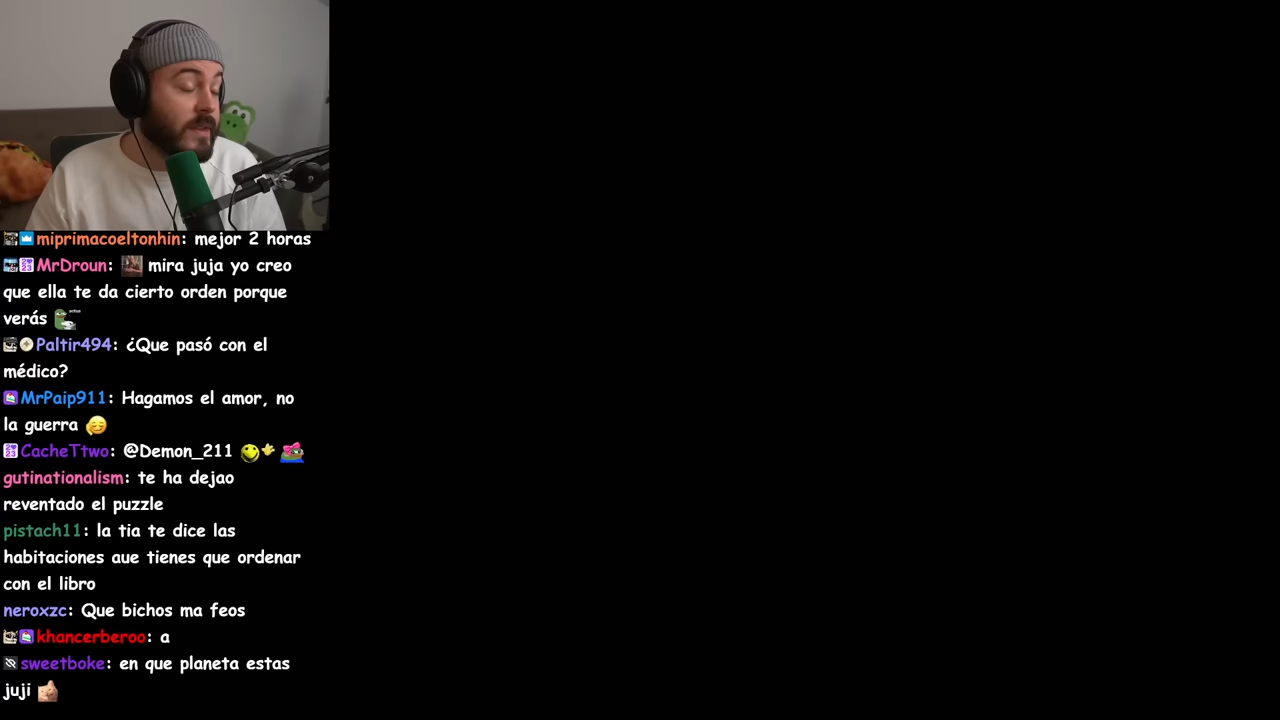 miprimacoeltonhin: mejor 2 horas
MrDroun: mira juja yo creo
que ella te da cierto orden porque
verás
Paltir494: ¿Que pasó con el
médico?
MrPaip911: Hagamos el amor, no
la guerra
CacheTtwo: @Demon_211
gutinationalism: te ha dejao
reventado el puzzle
pistach11: la tia te dice las
habitaciones aue tienes que ordenar
con el libro
neroxzc: Que bichos ma feos
khancerberoo: a
sweetboke: en que planeta estas
juji